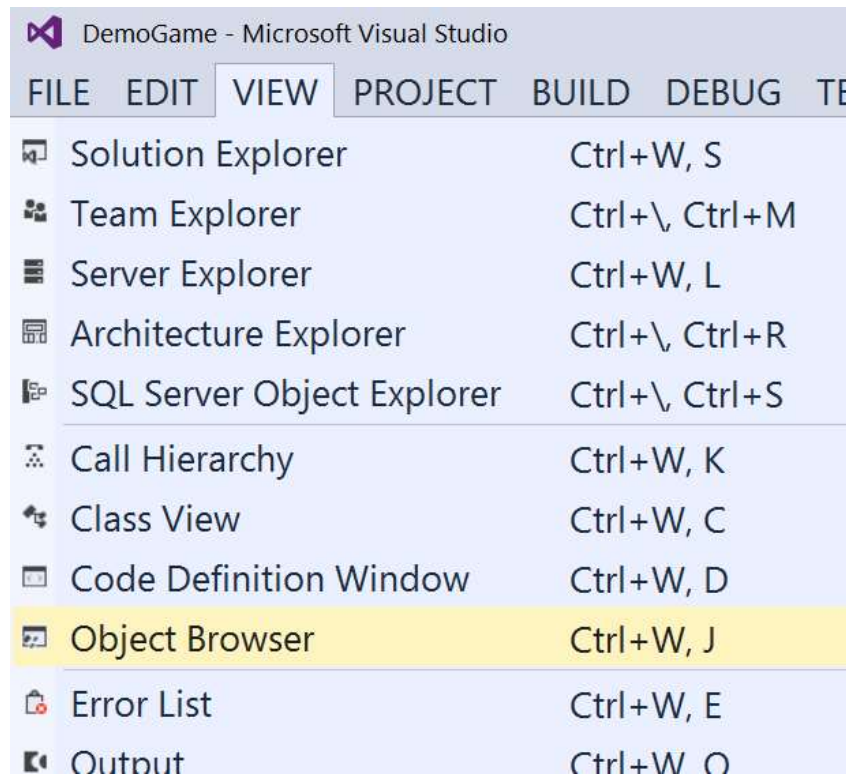 DemoGame - Microsoft Visual Studio
FILE EDIT VIEW PROJECT BUILD DEBUG TE
Solution Explorer Ctrl+W, S
Team Explorer Ctrl+\, Ctrl+M
Server Explorer Ctrl+W, L
Architecture Explorer Ctrl+\, Ctrl+R
SQL Server Object Explorer Ctrl+\, Ctrl+S
Call Hierarchy Ctrl+W, K
Class View Ctrl+W, C
Code Definition Window Ctrl+W, D
Object Browser Ctrl+W, J
Error List Ctrl+W, E
Output Ctrl+W, O